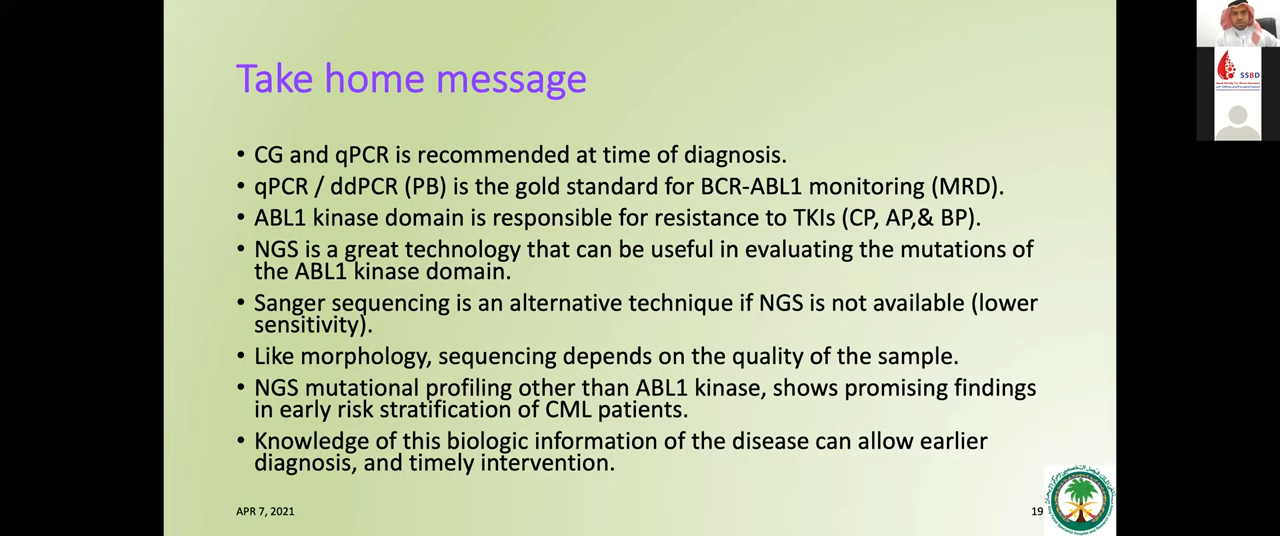 Take home message
• CG and qPCR is recommended at time of diagnosis.
• qPCR / ddPCR (PB) is the gold standard for BCR-ABL1 monitoring (MRD).
• ABL1 kinase domain is responsible for resistance to TKIs (CP, AP,& BP).
• NGS is a great technology that can be useful in evaluating the mutations of
the ABL1 kinase domain.
• Sanger sequencing is an alternative technique if NGS is not available (lower
sensitivity).
• Like morphology, sequencing depends on the quality of the sample.
• NGS mutational profiling other than ABL1 kinase, shows promising findings
in early risk stratification of CML patients.
• Knowledge of this biologic information of the disease can allow earlier
diagnosis, and timely intervention.
APR 7, 2021
19
SSBD